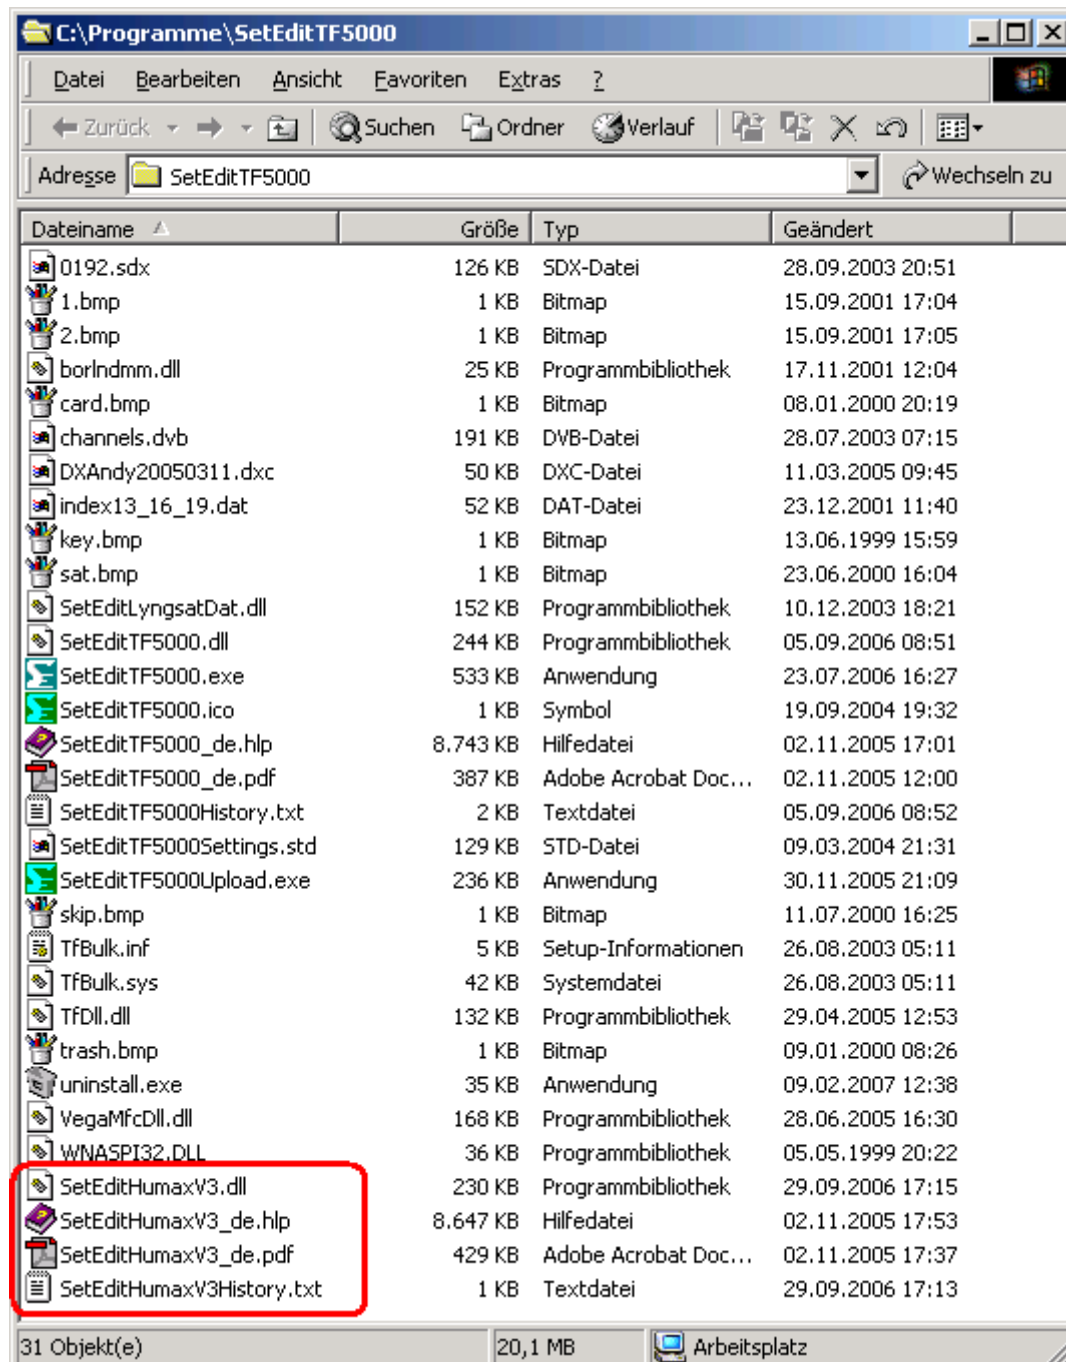 C:\Programme\SetEditTF5000
Datei Bearbeiten Ansicht Favoriten Extras ?
Zurück Suchen Ordner Verlauf
Adresse SetEditTF5000 Wechseln zu
Dateiname Größe Typ Geändert
0192.sdx 126 KB SDX-Datei 28.09.2003 20:51
1.bmp 1 KB Bitmap 15.09.2001 17:04
2.bmp 1 KB Bitmap 15.09.2001 17:05
borlndmm.dll 25 KB Programmbibliothek 17.11.2001 12:04
card.bmp 1 KB Bitmap 08.01.2000 20:19
channels.dvb 191 KB DVB-Datei 28.07.2003 07:15
DXAndy20050311.dxc 50 KB DXC-Datei 11.03.2005 09:45
index13_16_19.dat 52 KB DAT-Datei 23.12.2001 11:40
key.bmp 1 KB Bitmap 13.06.1999 15:59
sat.bmp 1 KB Bitmap 23.06.2000 16:04
SetEditLyngsatDat.dll 152 KB Programmbibliothek 10.12.2003 18:21
SetEditTF5000.dll 244 KB Programmbibliothek 05.09.2006 08:51
SetEditTF5000.exe 533 KB Anwendung 23.07.2006 16:27
SetEditTF5000.ico 1 KB Symbol 19.09.2004 19:32
SetEditTF5000_de.hlp 8.743 KB Hilfedatei 02.11.2005 17:01
SetEditTF5000_de.pdf 387 KB Adobe Acrobat Doc... 02.11.2005 12:00
SetEditTF5000History.txt 2 KB Textdatei 05.09.2006 08:52
SetEditTF5000Settings.std 129 KB STD-Datei 09.03.2004 21:31
SetEditTF5000Upload.exe 236 KB Anwendung 30.11.2005 21:09
skip.bmp 1 KB Bitmap 11.07.2000 16:25
TfBulk.inf 5 KB Setup-Informationen 26.08.2003 05:11
TfBulk.sys 42 KB Systemdatei 26.08.2003 05:11
TfDll.dll 132 KB Programmbibliothek 29.04.2005 12:53
trash.bmp 1 KB Bitmap 09.01.2000 08:26
uninstall.exe 35 KB Anwendung 09.02.2007 12:38
VegaMfcDll.dll 168 KB Programmbibliothek 28.06.2005 16:30
WNASPI32.DLL 36 KB Programmbibliothek 05.05.1999 20:22
SetEditHumaxV3.dll 230 KB Programmbibliothek 29.09.2006 17:15
SetEditHumaxV3_de.hlp 8.647 KB Hilfedatei 02.11.2005 17:53
SetEditHumaxV3_de.pdf 429 KB Adobe Acrobat Doc... 02.11.2005 17:37
SetEditHumaxV3History.txt 1 KB Textdatei 29.09.2006 17:13
31 Objekt(e) 20,1 MB Arbeitsplatz